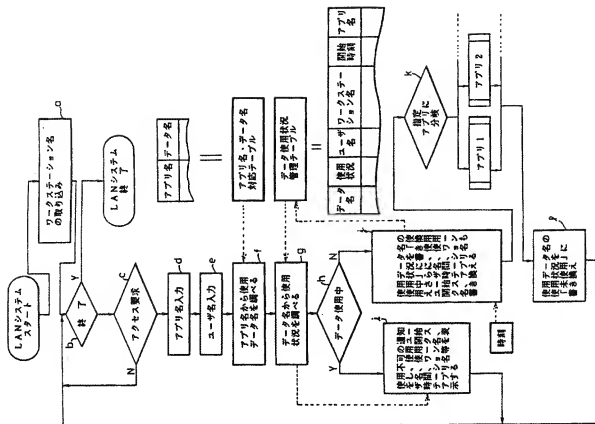 LANシステム
スタート
ワークステーション名
の取り込み
a
b
終了
Y
LANシステム
終了
c
アクセス要求
N
d
アプリ名入力
e
ユーザ名入力
f
アプリ名から使用
データ名を調べる
アプリ名・データ名
対応テーブル
アプリ名
データ名
g
データ名から使用
状況を調べる
データ使用状況
管理テーブル
データ名
使用
状況
ユーザ
名
ワークステー
ション名
開始
時刻
アプリ
名
h
データ使用中
Y
N
i
使用不可の通知
をし、使用ユー
ザ名、使用開始
時間、ワークス
テーション名、
アプリ名等を表
示する
j
使用データ名の
使用状況を「使
用中」に書き換
えさらに、使用
ユーザ名、使用
開始時間、ワー
クステーション
名、アプリ名も
書き換える
時刻
k
指定
アプリに
分岐
アプリ1
アプリ2
ℓ
使用データ名の
使用状況を
「未使用」に
書き換え